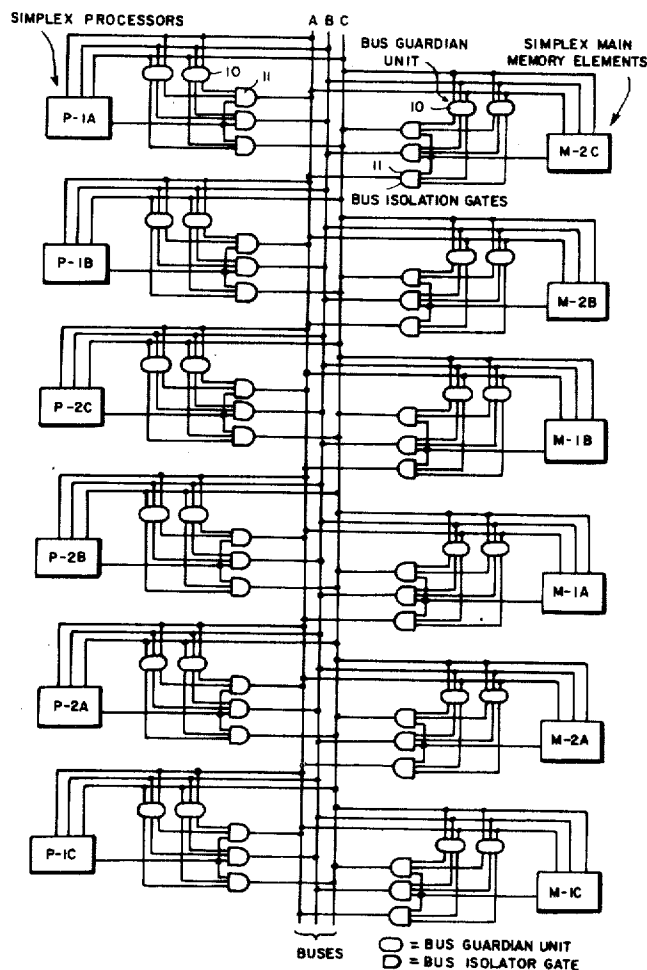 SIMPLEX PROCESSORS
A B C
BUS GUARDIAN
UNIT
SIMPLEX MAIN
MEMORY ELEMENTS
10
11
10
P-1A
M-2C
11
BUS ISOLATION GATES
P-1B
M-2B
P-2C
M-1B
P-2B
M-1A
P-2A
M-2A
P-1C
M-1C
BUSES
= BUS GUARDIAN UNIT
= BUS ISOLATOR GATE